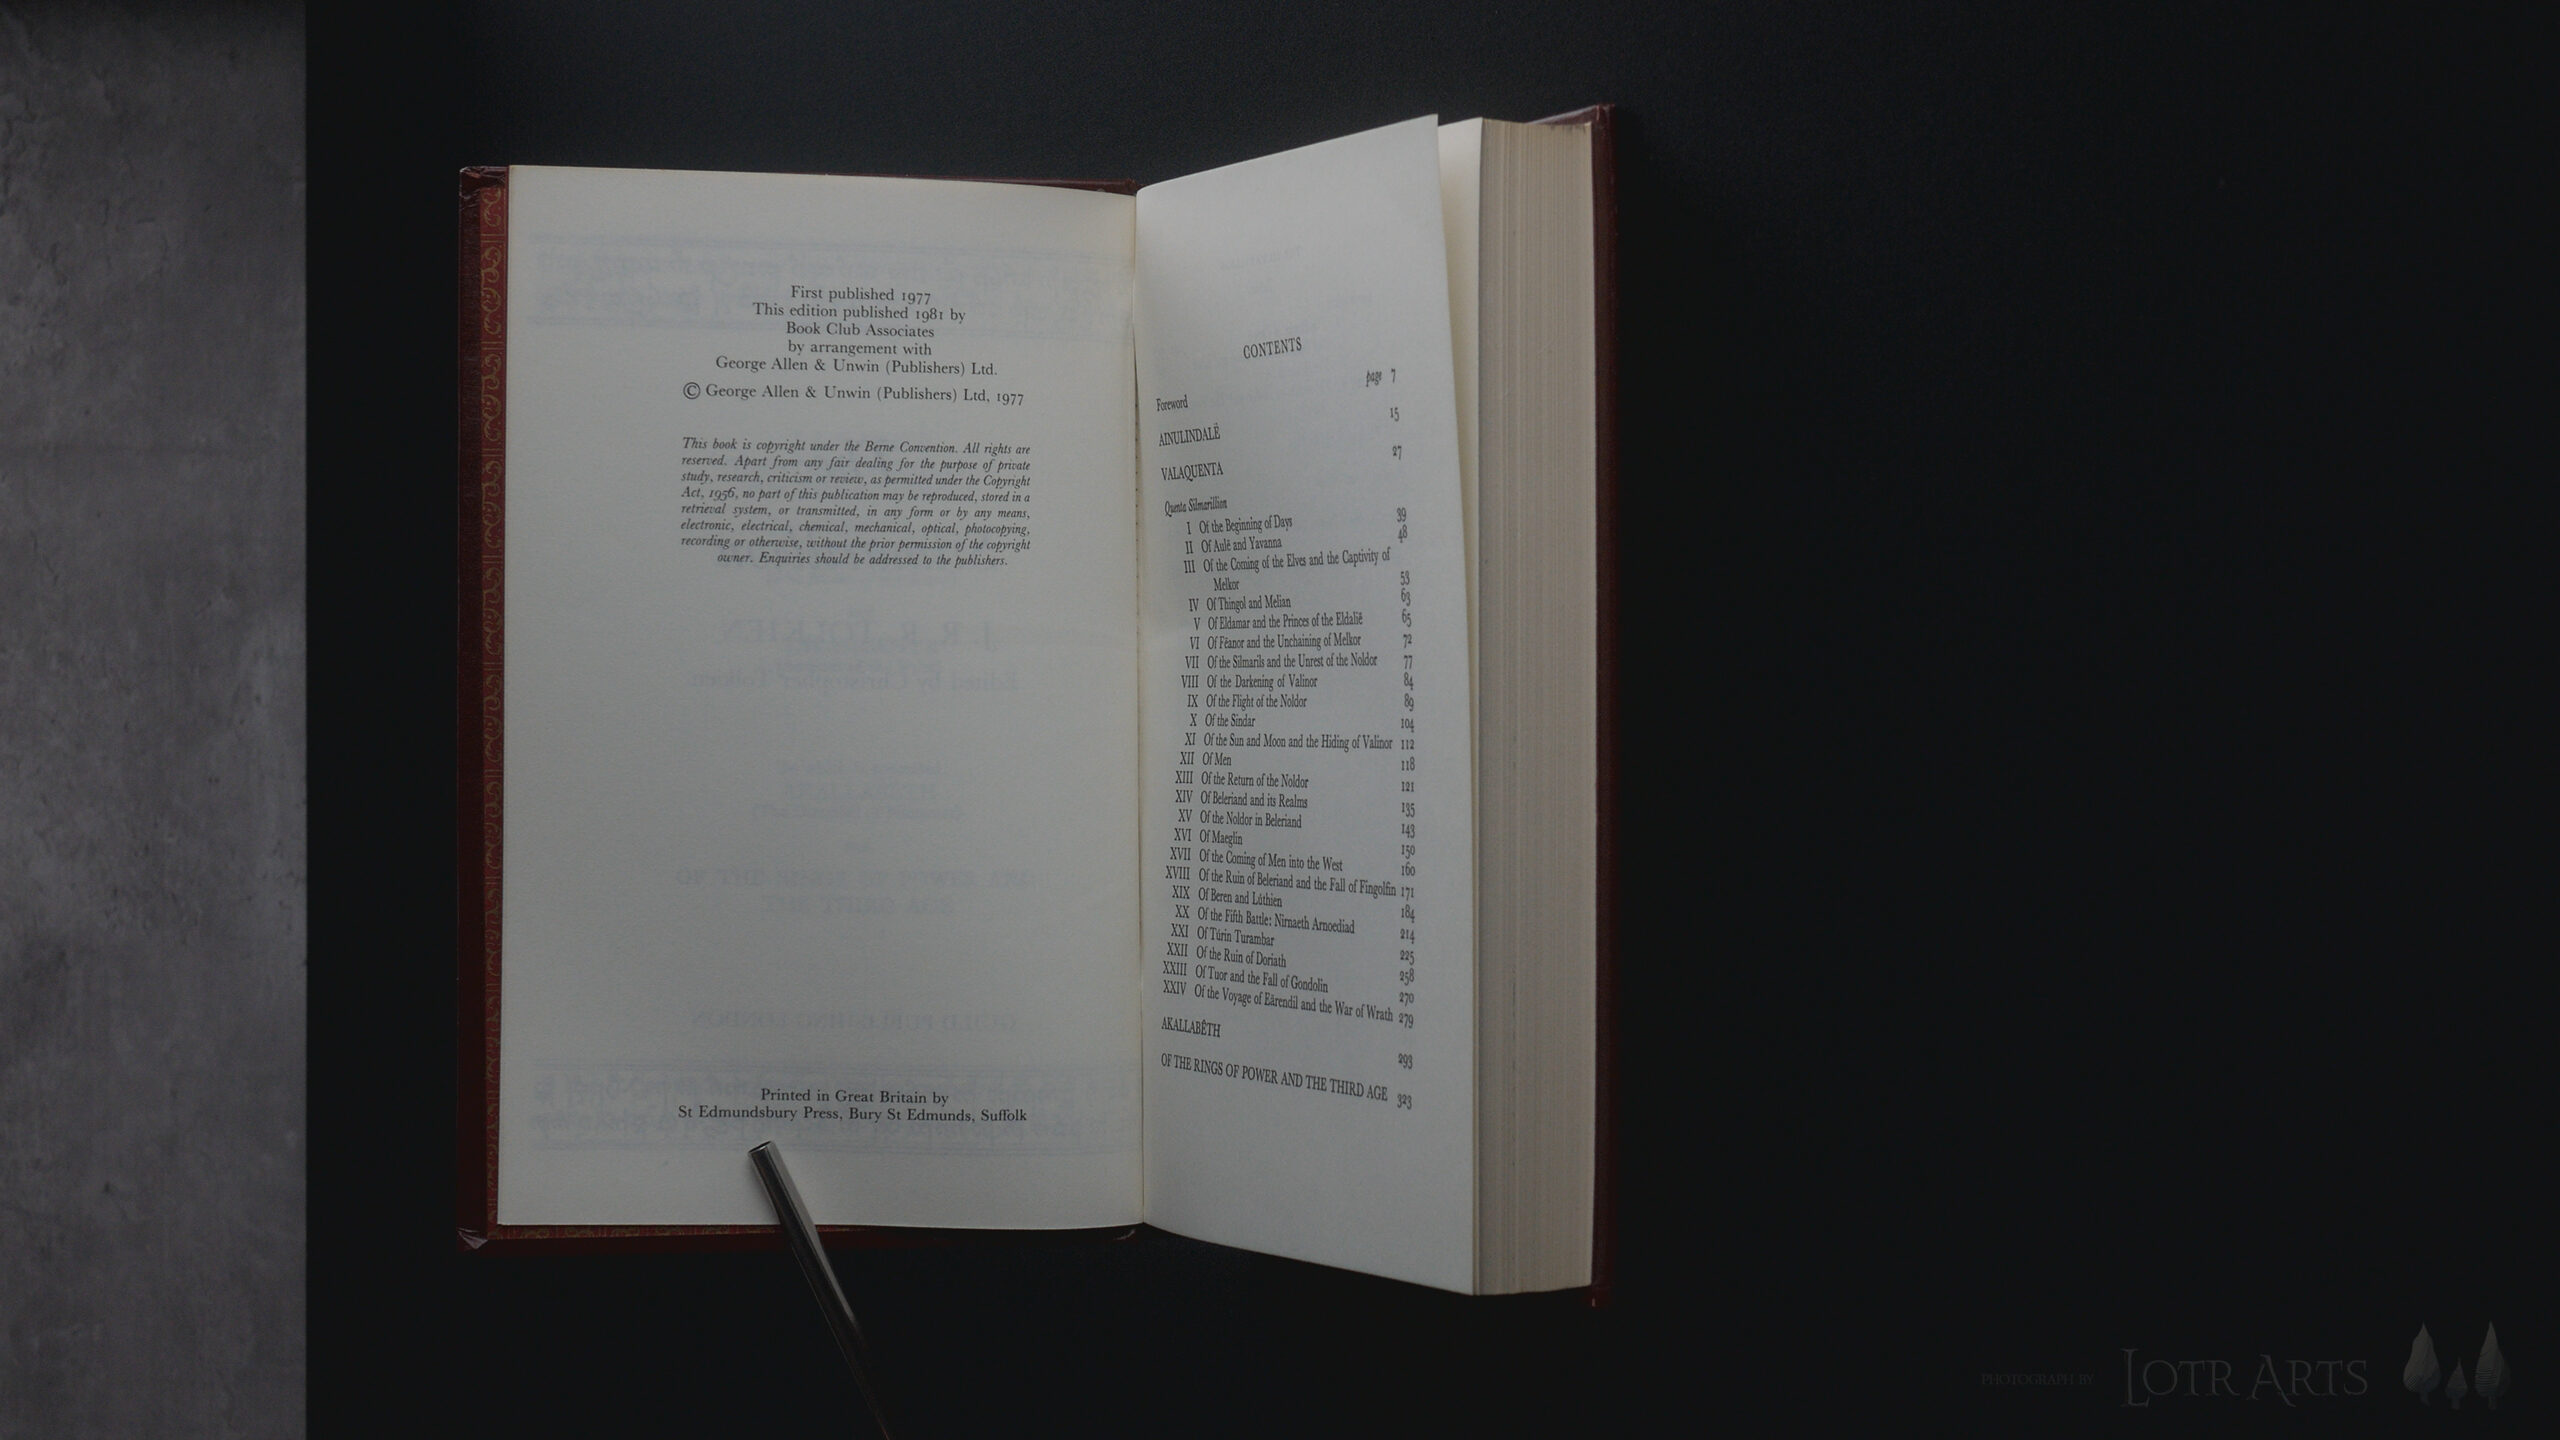 First published 1977
This edition published 1981 by
Book Club Associates
by arrangement with
George Allen & Unwin (Publishers) Ltd.
© George Allen & Unwin (Publishers) Ltd, 1977
This book is copyright under the Berne Convention. All rights are
reserved. Apart from any fair dealing for the purpose of private
study, research, criticism or review, as permitted under the Copyright
Act, 1956, no part of this publication may be reproduced, stored in a
retrieval system, or transmitted, in any form or by any means,
electronic, electrical, chemical, mechanical, optical, photocopying,
recording or otherwise, without the prior permission of the copyright
owner. Enquiries should be addressed to the publishers.
Printed in Great Britain by
St Edmundsbury Press, Bury St Edmunds, Suffolk
CONTENTS
Foreword page 7
AINULINDALË 15
VALAQUENTA 27
Quenta Silmarillion
I Of the Beginning of Days 39
II Of Aulë and Yavanna 48
III Of the Coming of the Elves and the Captivity of
Melkor 53
IV Of Thingol and Melian 63
V Of Eldamar and the Princes of the Eldalië 65
VI Of Fëanor and the Unchaining of Melkor 72
VII Of the Silmarils and the Unrest of the Noldor 77
VIII Of the Darkening of Valinor 84
IX Of the Flight of the Noldor 89
X Of the Sindar 104
XI Of the Sun and Moon and the Hiding of Valinor 112
XII Of Men 118
XIII Of the Return of the Noldor 121
XIV Of Beleriand and its Realms 135
XV Of the Noldor in Beleriand 143
XVI Of Maeglin 150
XVII Of the Coming of Men into the West 160
XVIII Of the Ruin of Beleriand and the Fall of Fingolfin 171
XIX Of Beren and Lúthien 184
XX Of the Fifth Battle: Nirnaeth Arnoediad 214
XXI Of Túrin Turambar 225
XXII Of the Ruin of Doriath 258
XXIII Of Tuor and the Fall of Gondolin 270
XXIV Of the Voyage of Eärendil and the War of Wrath 279
AKALLABÊTH 293
OF THE RINGS OF POWER AND THE THIRD AGE 323
PHOTOGRAPH BY LOTR ARTS